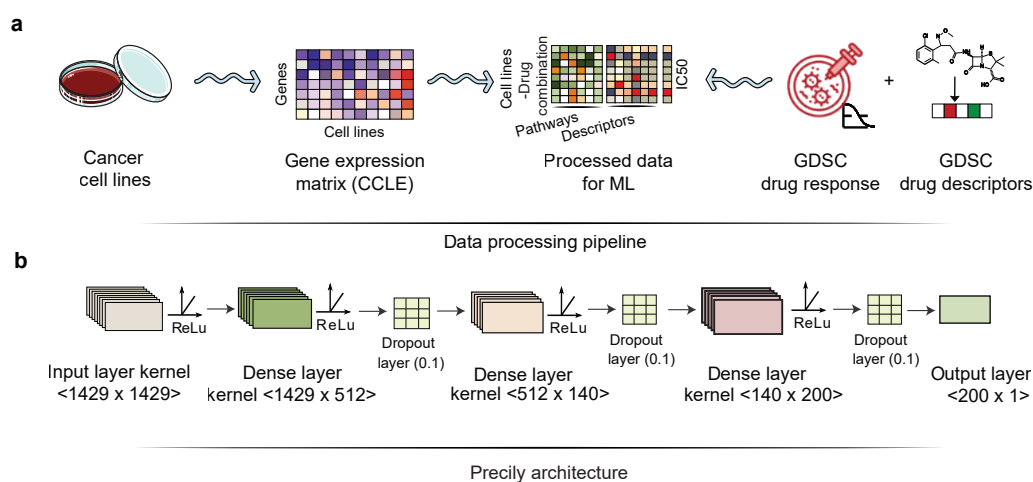 a
Genes
Cell lines
Cell lines
-Drug
combination
Pathways
Descriptors
IC50
Cl
N
O
NH
O
H
S
N
O
O
HO
+
Cancer
cell lines
Gene expression
matrix (CCLE)
Processed data
for ML
GDSC
drug response
GDSC
drug descriptors
Data processing pipeline
b
ReLu
ReLu
Dropout
layer (0.1)
ReLu
Dropout
layer (0.1)
ReLu
Dropout
layer (0.1)
Input layer kernel
<1429 x 1429>
Dense layer
kernel <1429 x 512>
Dense layer
kernel <512 x 140>
Dense layer
kernel <140 x 200>
Output layer
<200 x 1>
Precily architecture